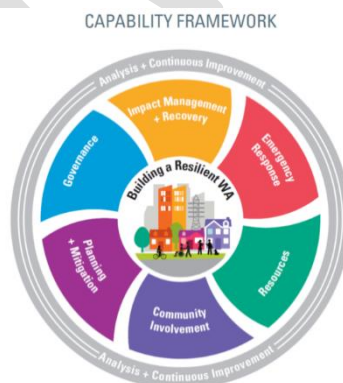 CAPABILITY FRAMEWORK
Analysis + Continuous Improvement
Impact Management
+ Recovery
Emergency
Response
Governance
Building a Resilient WA
Planning
+ Mitigation
Resources
Community
Involvement
Analysis + Continuous Improvement